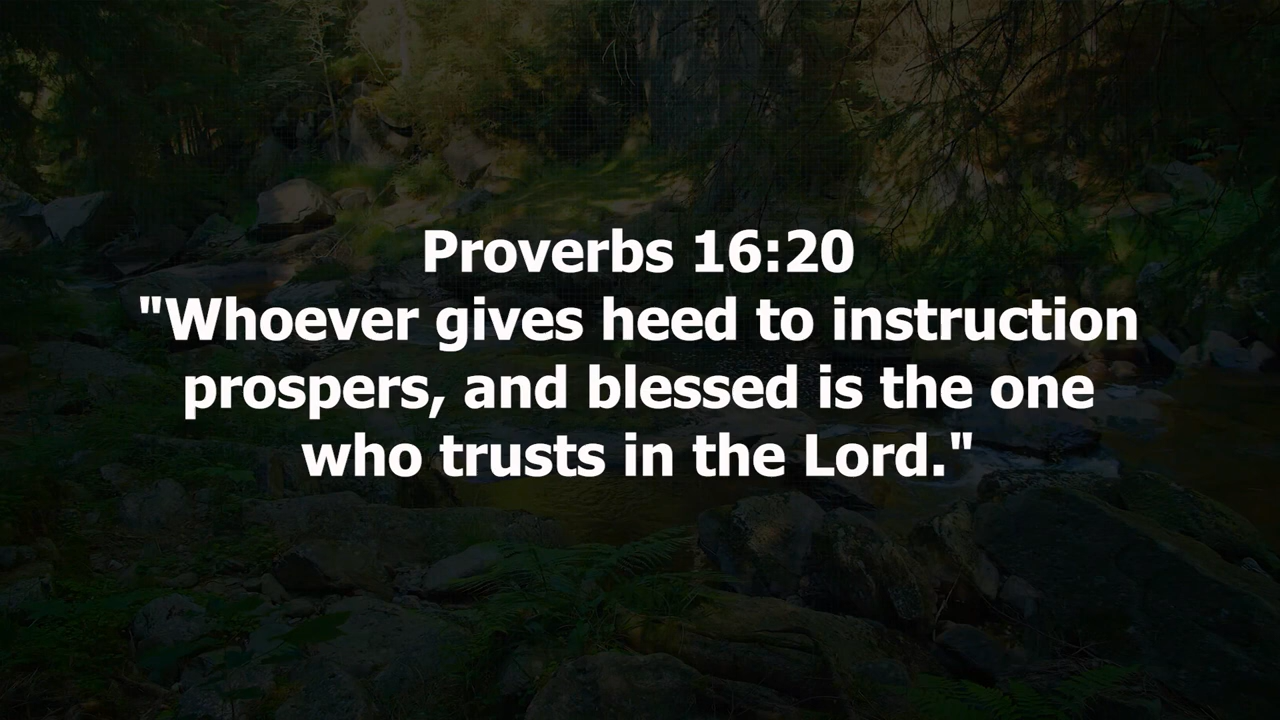 Proverbs 16:20
"Whoever gives heed to instruction
prospers, and blessed is the one
who trusts in the Lord."